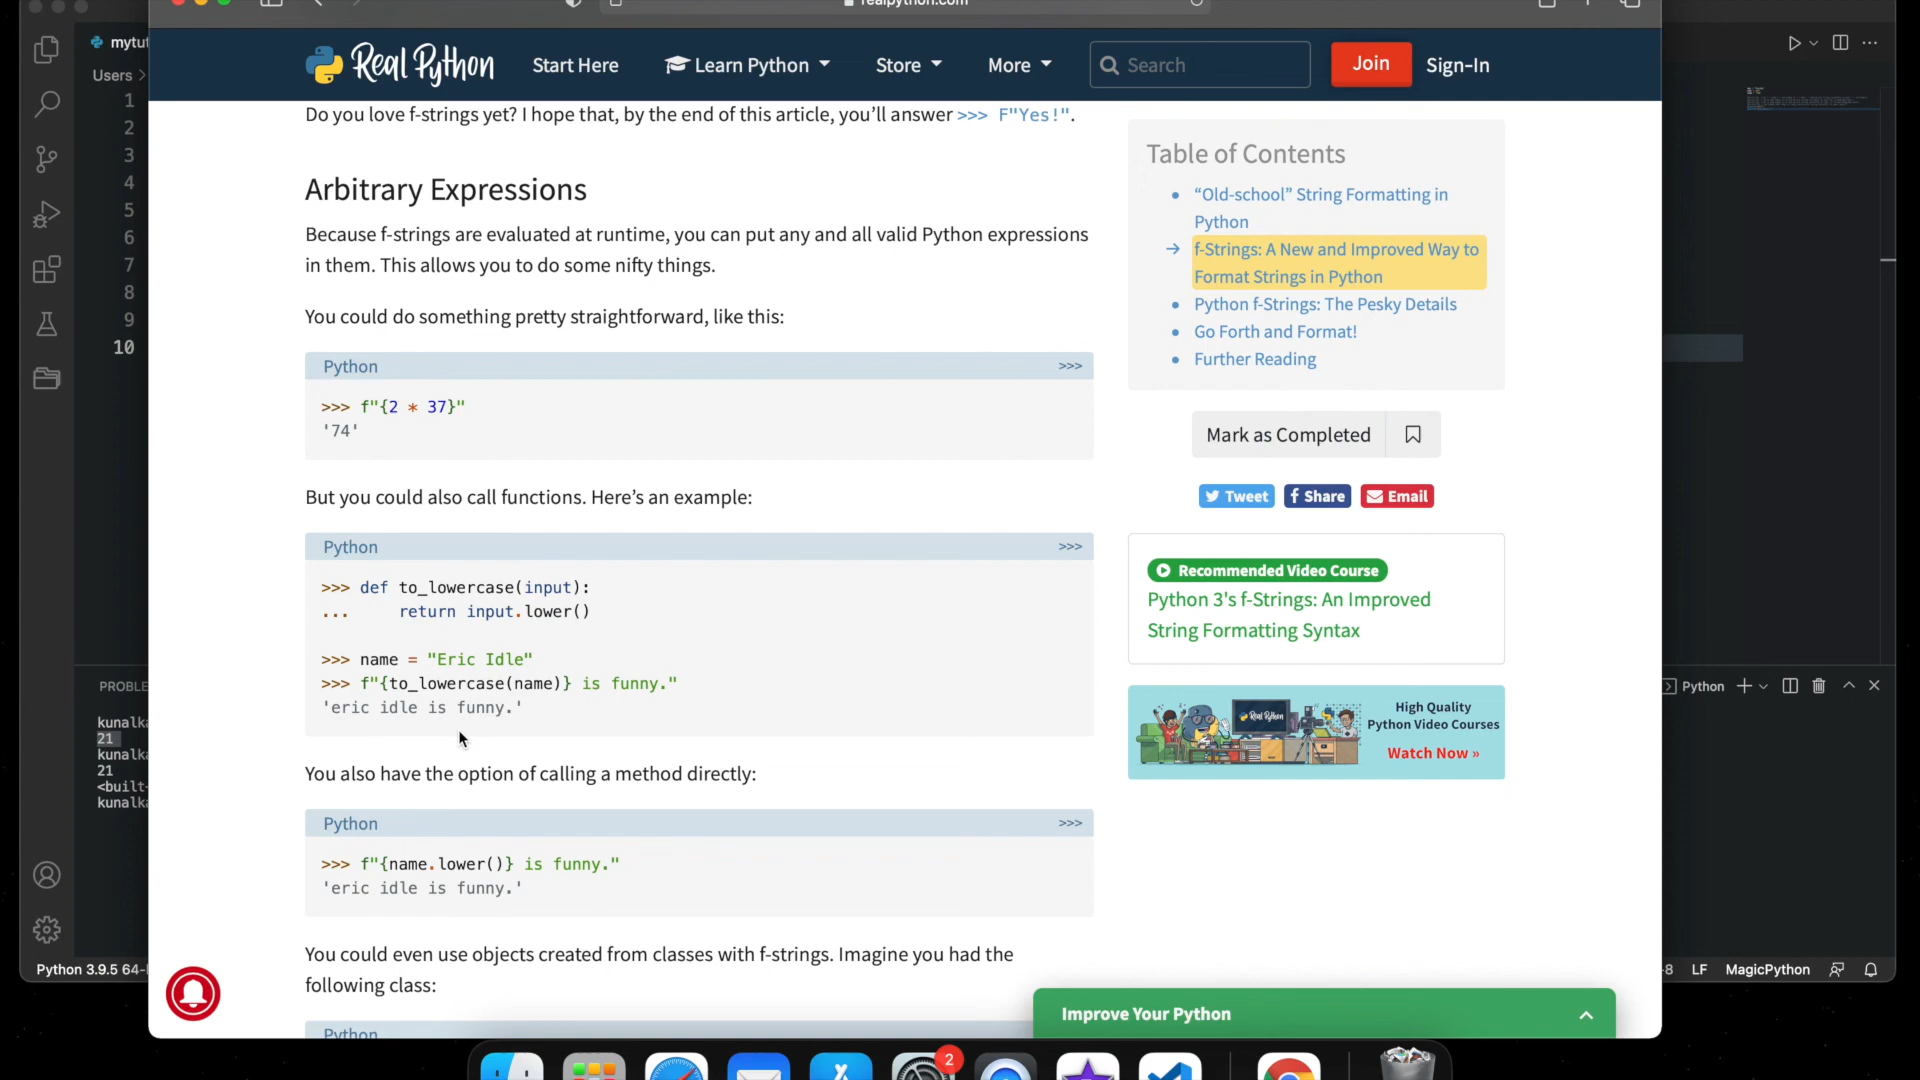 realpython.com
mytut
Users >
1
2
3
4
5
6
7
8
9
10
PROBLE
kunalka
21
kunalka
21
<built-
kunalka
Python 3.9.5 64-
Real Python
Start Here
Learn Python
Store
More
Search
Join
Sign-In
Do you love f-strings yet? I hope that, by the end of this article, you’ll answer >>> F"Yes!".
Arbitrary Expressions
Because f-strings are evaluated at runtime, you can put any and all valid Python expressions
in them. This allows you to do some nifty things.
You could do something pretty straightforward, like this:
Python >>>
>>> f"{2 * 37}"
'74'
But you could also call functions. Here’s an example:
Python >>>
>>> def to_lowercase(input):
... return input.lower()
>>> name = "Eric Idle"
>>> f"{to_lowercase(name)} is funny."
'eric idle is funny.'
You also have the option of calling a method directly:
Python >>>
>>> f"{name.lower()} is funny."
'eric idle is funny.'
You could even use objects created from classes with f-strings. Imagine you had the
following class:
Python
Table of Contents
“Old-school” String Formatting in
Python
f-Strings: A New and Improved Way to
Format Strings in Python
Python f-Strings: The Pesky Details
Go Forth and Format!
Further Reading
Mark as Completed
Tweet
Share
Email
Recommended Video Course
Python 3's f-Strings: An Improved
String Formatting Syntax
Real Python
High Quality
Python Video Courses
Watch Now »
Improve Your Python
Python
-8
LF
MagicPython
2